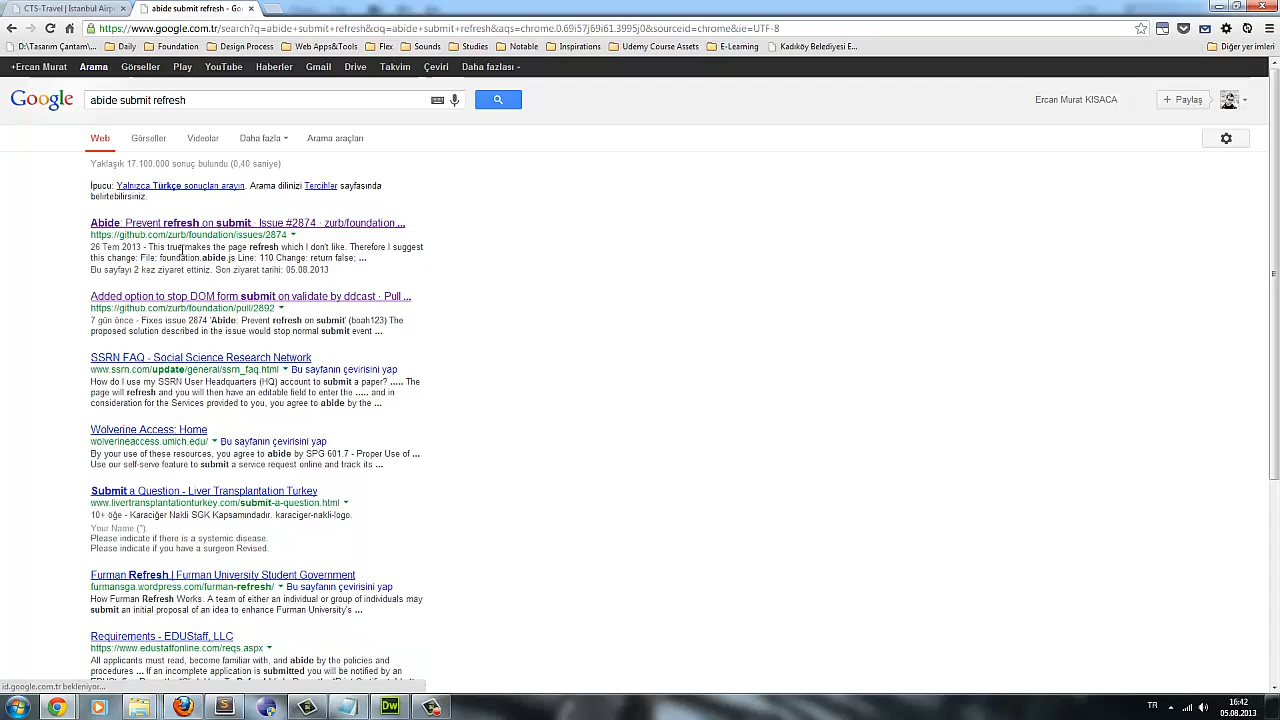 CTS-Travel | Istanbul Airp
abide submit refresh - Go
https://www.google.com.tr/search?q=abide+submit+refresh&oq=abide+submit+refresh&aqs=chrome.0.69i57j69i61.3995j0&sourceid=chrome&ie=UTF-8
D:\Tasarım Çantam\... Daily Foundation Design Process Web Apps&Tools Flex Sounds Studies Notable Inspirations Udemy Course Assets E-Learning Kadıköy Belediyesi E... Diğer yer imleri
+Ercan Murat Arama Görseller Play YouTube Haberler Gmail Drive Takvim Çeviri Daha fazlası
Google abide submit refresh Ercan Murat KISACA + Paylaş
Web Görseller Videolar Daha fazla Arama araçları
Yaklaşık 17.100.000 sonuç bulundu (0,40 saniye)
İpucu: Yalnızca Türkçe sonuçları arayın. Arama dilinizi Tercihler sayfasında
belirtebilirsiniz.
Abide: Prevent refresh on submit · Issue #2874 · zurb/foundation ...
https://github.com/zurb/foundation/issues/2874
26 Tem 2013 - This true makes the page refresh which I don't like. Therefore I suggest
this change: File: foundation.abide.js Line: 110 Change: return false; ...
Bu sayfayı 2 kez ziyaret ettiniz. Son ziyaret tarihi: 05.08.2013
Added option to stop DOM form submit on validate by ddcast · Pull ...
https://github.com/zurb/foundation/pull/2892
7 gün önce - Fixes issue 2874 'Abide: Prevent refresh on submit' (boah123) The
proposed solution described in the issue would stop normal submit event ...
SSRN FAQ - Social Science Research Network
www.ssrn.com/update/general/ssrn_faq.html Bu sayfanın çevirisini yap
How do I use my SSRN User Headquarters (HQ) account to submit a paper? ..... The
page will refresh and you will then have an editable field to enter the ..... and in
consideration for the Services provided to you, you agree to abide by the ...
Wolverine Access: Home
wolverineaccess.umich.edu/ Bu sayfanın çevirisini yap
By your use of these resources, you agree to abide by SPG 601.7 - Proper Use of ...
Use our self-serve feature to submit a service request online and track its ...
Submit a Question - Liver Transplantation Turkey
www.livertransplantationturkey.com/submit-a-question.html
10+ öğe - Karaciğer Nakli SGK Kapsamındadır. karaciger-nakli-logo.
Your Name (*).
Please indicate if there is a systemic disease.
Please indicate if you have a surgeon Revised.
Furman Refresh | Furman University Student Government
furmansga.wordpress.com/furman-refresh/ Bu sayfanın çevirisini yap
How Furman Refresh Works. A team of either an individual or group of individuals may
submit an initial proposal of an idea to enhance Furman University's ...
Requirements - EDUStaff, LLC
https://www.edustaffonline.com/reqs.aspx
All applicants must read, become familiar with, and abide by the policies and
procedures ... If an incomplete application is submitted you will be notified by an
id.google.com.tr bekleniyor...
Dw TR 16:42
05.08.2013